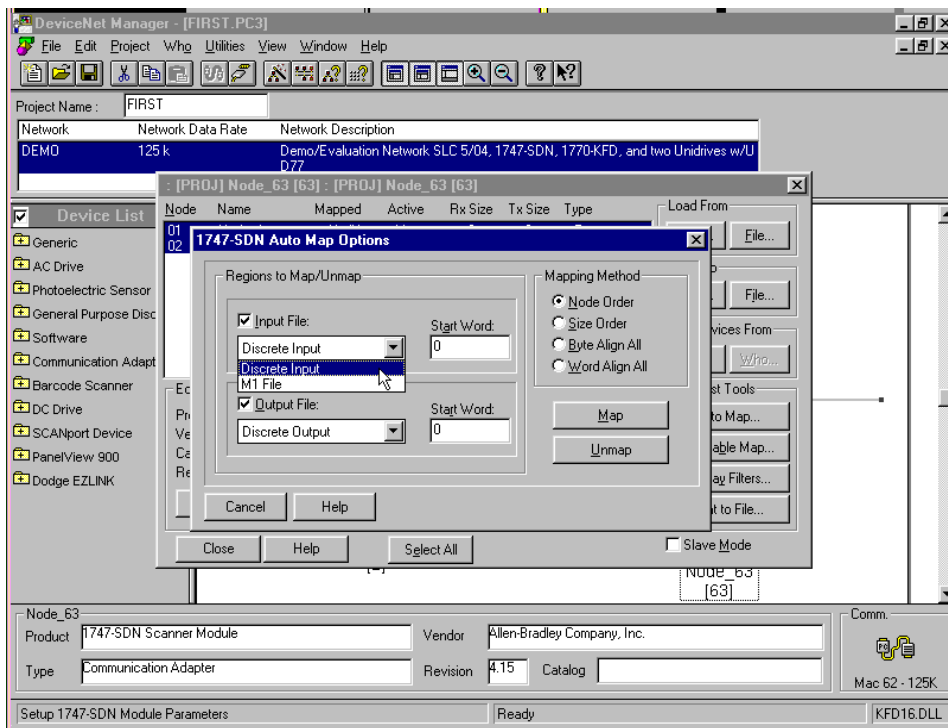 DeviceNet Manager - [FIRST.PC3]
File Edit Project Who Utilities View Window Help
Project Name : FIRST
Network Network Data Rate Network Description
DEMO 125 k Demo/Evaluation Network SLC 5/04, 1747-SDN, 1770-KFD, and two Unidrives w/U
D77
: [PROJ] Node_63 [63] : [PROJ] Node_63 [63]
Device List
Generic
AC Drive
Photoelectric Sensor
General Purpose Disc
Software
Communication Adapt
Barcode Scanner
DC Drive
SCANport Device
PanelView 900
Dodge EZLINK
Node Name Mapped Active Rx Size Tx Size Type
01
02
Load From
File...
File...
vices From
Who...
st Tools
to Map...
able Map...
ay Filters...
t to File...
Slave Mode
1747-SDN Auto Map Options
Regions to Map/Unmap
Input File:
Start Word:
Discrete Input
0
Discrete Input
M1 File
Output File:
Start Word:
Discrete Output
0
Mapping Method
Node Order
Size Order
Byte Align All
Word Align All
Map
Unmap
Cancel Help
Close Help Select All
Node_63
[63]
Node_63
Product 1747-SDN Scanner Module
Vendor Allen-Bradley Company, Inc.
Type Communication Adapter
Revision 4.15 Catalog
Comm.
Mac 62 - 125K
Setup 1747-SDN Module Parameters Ready KFD16.DLL